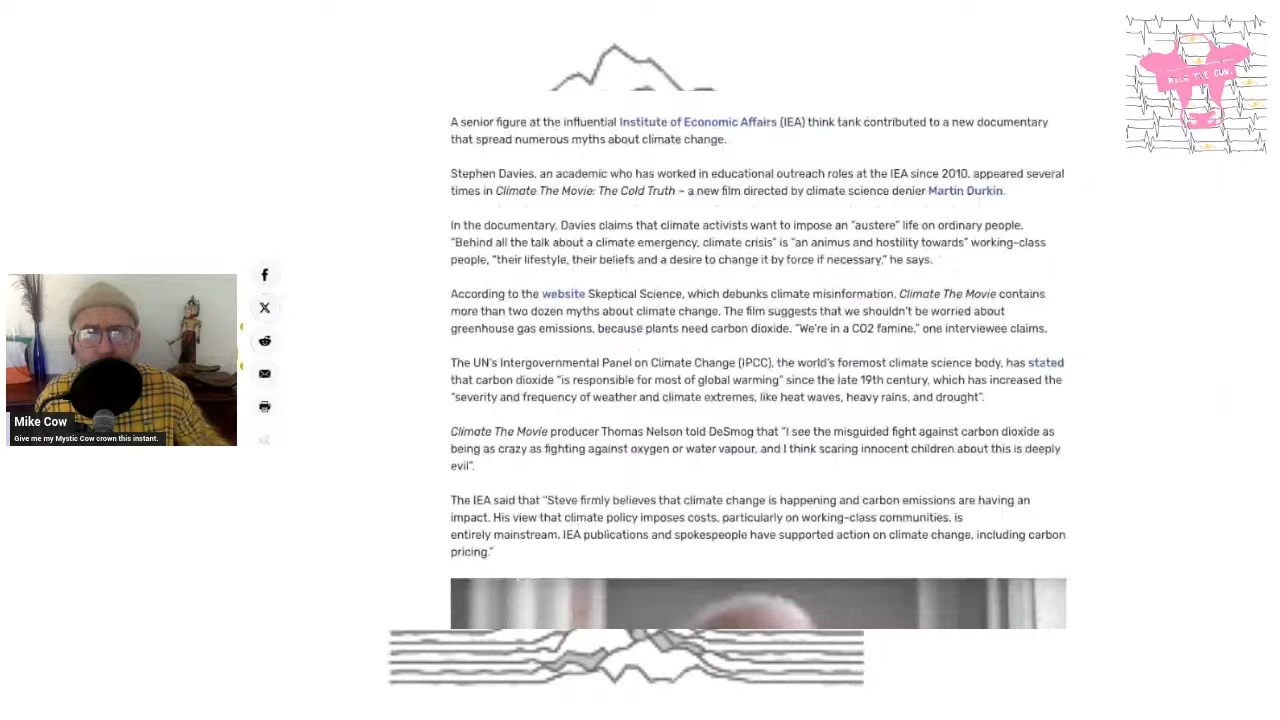 MILK THE COW.
A senior figure at the influential Institute of Economic Affairs (IEA) think tank contributed to a new documentary
that spread numerous myths about climate change.
Stephen Davies, an academic who has worked in educational outreach roles at the IEA since 2010, appeared several
times in Climate The Movie: The Cold Truth – a new film directed by climate science denier Martin Durkin.
In the documentary, Davies claims that climate activists want to impose an “austere” life on ordinary people.
“Behind all the talk about a climate emergency, climate crisis” is “an animus and hostility towards” working-class
people, “their lifestyle, their beliefs and a desire to change it by force if necessary,” he says.
According to the website Skeptical Science, which debunks climate misinformation, Climate The Movie contains
more than two dozen myths about climate change. The film suggests that we shouldn’t be worried about
greenhouse gas emissions, because plants need carbon dioxide. “We’re in a CO2 famine,” one interviewee claims.
The UN’s Intergovernmental Panel on Climate Change (IPCC), the world’s foremost climate science body, has stated
that carbon dioxide “is responsible for most of global warming” since the late 19th century, which has increased the
“severity and frequency of weather and climate extremes, like heat waves, heavy rains, and drought”.
Climate The Movie producer Thomas Nelson told DeSmog that “I see the misguided fight against carbon dioxide as
being as crazy as fighting against oxygen or water vapour, and I think scaring innocent children about this is deeply
evil”.
The IEA said that “Steve firmly believes that climate change is happening and carbon emissions are having an
impact. His view that climate policy imposes costs, particularly on working-class communities, is
entirely mainstream. IEA publications and spokespeople have supported action on climate change, including carbon
pricing.”
Mike Cow
Give me my Mystic Cow crown this instant.